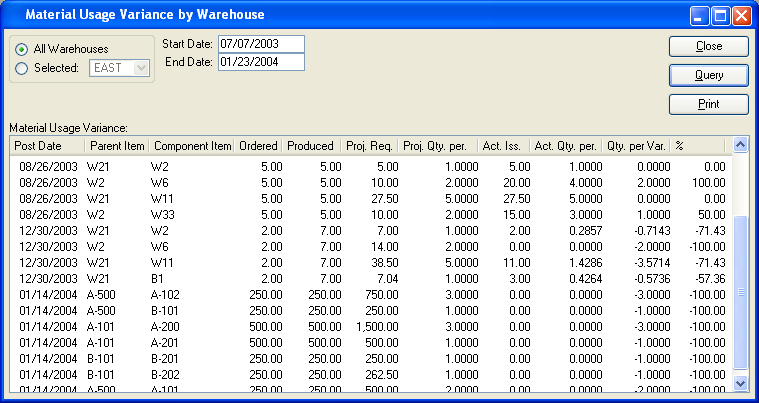 Material Usage Variance by Warehouse
All Warehouses
Selected: EAST
Start Date: 07/07/2003
End Date: 01/23/2004
Close
Query
Print
Material Usage Variance:
Post Date Parent Item Component Item Ordered Produced Proj. Req. Proj. Qty. per. Act. Iss. Act. Qty. per. Qty. per Var. %
08/26/2003 W21 W2 5.00 5.00 5.00 1.0000 5.00 1.0000 0.0000 0.00
08/26/2003 W2 W6 5.00 5.00 10.00 2.0000 20.00 4.0000 2.0000 100.00
08/26/2003 W21 W11 5.00 5.00 27.50 5.0000 27.50 5.0000 0.0000 0.00
08/26/2003 W2 W33 5.00 5.00 10.00 2.0000 15.00 3.0000 1.0000 50.00
12/30/2003 W21 W2 2.00 7.00 7.00 1.0000 2.00 0.2857 -0.7143 -71.43
12/30/2003 W2 W6 2.00 7.00 14.00 2.0000 0.00 0.0000 -2.0000 -100.00
12/30/2003 W21 W11 2.00 7.00 38.50 5.0000 11.00 1.4286 -3.5714 -71.43
12/30/2003 W21 B1 2.00 7.00 7.04 1.0000 3.00 0.4264 -0.5736 -57.36
01/14/2004 A-500 A-102 250.00 250.00 750.00 3.0000 0.00 0.0000 -3.0000 -100.00
01/14/2004 A-500 B-101 250.00 250.00 250.00 1.0000 0.00 0.0000 -1.0000 -100.00
01/14/2004 A-101 A-200 500.00 500.00 1,500.00 3.0000 0.00 0.0000 -3.0000 -100.00
01/14/2004 A-101 A-201 500.00 500.00 500.00 1.0000 0.00 0.0000 -1.0000 -100.00
01/14/2004 B-101 B-201 250.00 250.00 250.00 1.0000 0.00 0.0000 -1.0000 -100.00
01/14/2004 B-101 B-202 250.00 250.00 262.50 1.0000 0.00 0.0000 -1.0000 -100.00
01/14/2004 A-500 A-101 250.00 250.00 500.00 2.0000 0.00 0.0000 -2.0000 -100.00